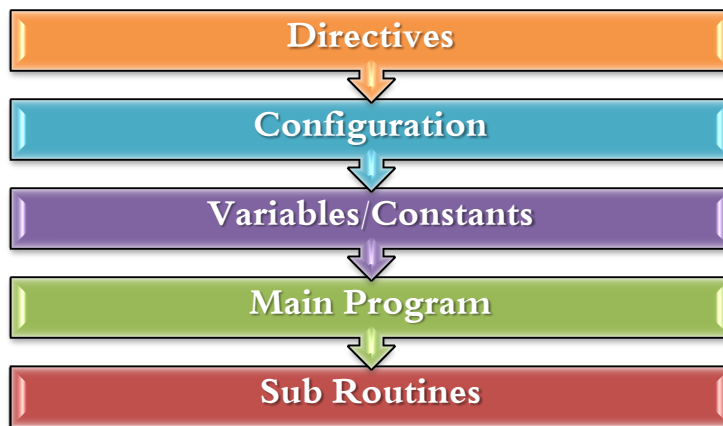 Directives
Configuration
Variables/Constants
Main Program
Sub Routines